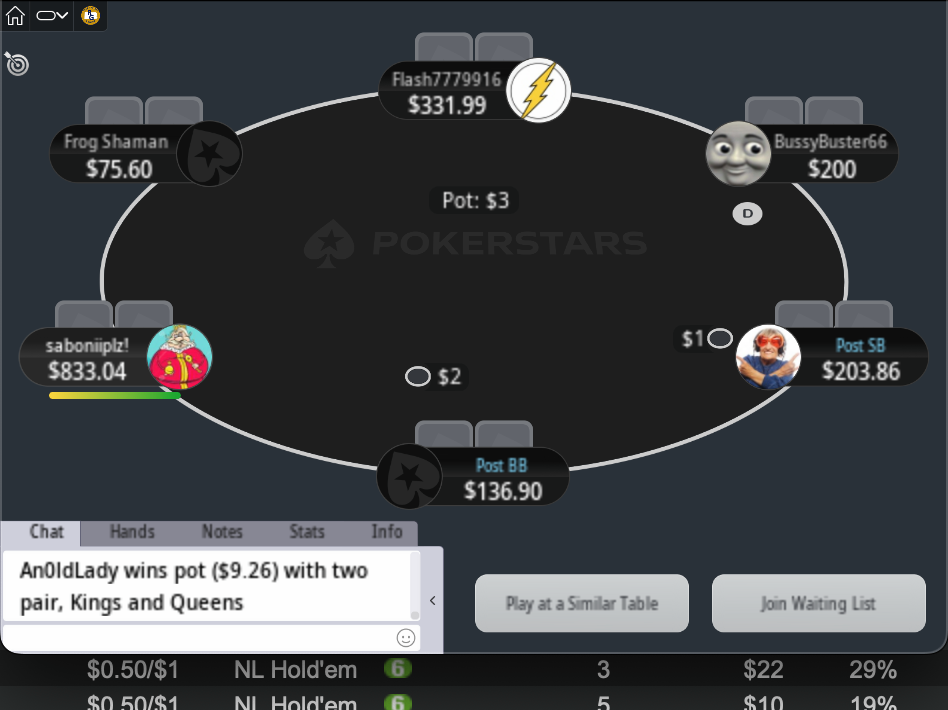 Flash7779916
$331.99
Frog Shaman
$75.60
BussyBuster66
$200
Pot: $3
D
POKERSTARS
saboniiplz!
$833.04
$1
Post SB
$203.86
$2
Post BB
$136.90
Chat Hands Notes Stats Info
An0ldLady wins pot ($9.26) with two
pair, Kings and Queens
Play at a Similar Table Join Waiting List
$0.50/$1 NL Hold'em 6 3 $22 29%
$0.50/$1 NL Hold'em 6 5 $10 19%